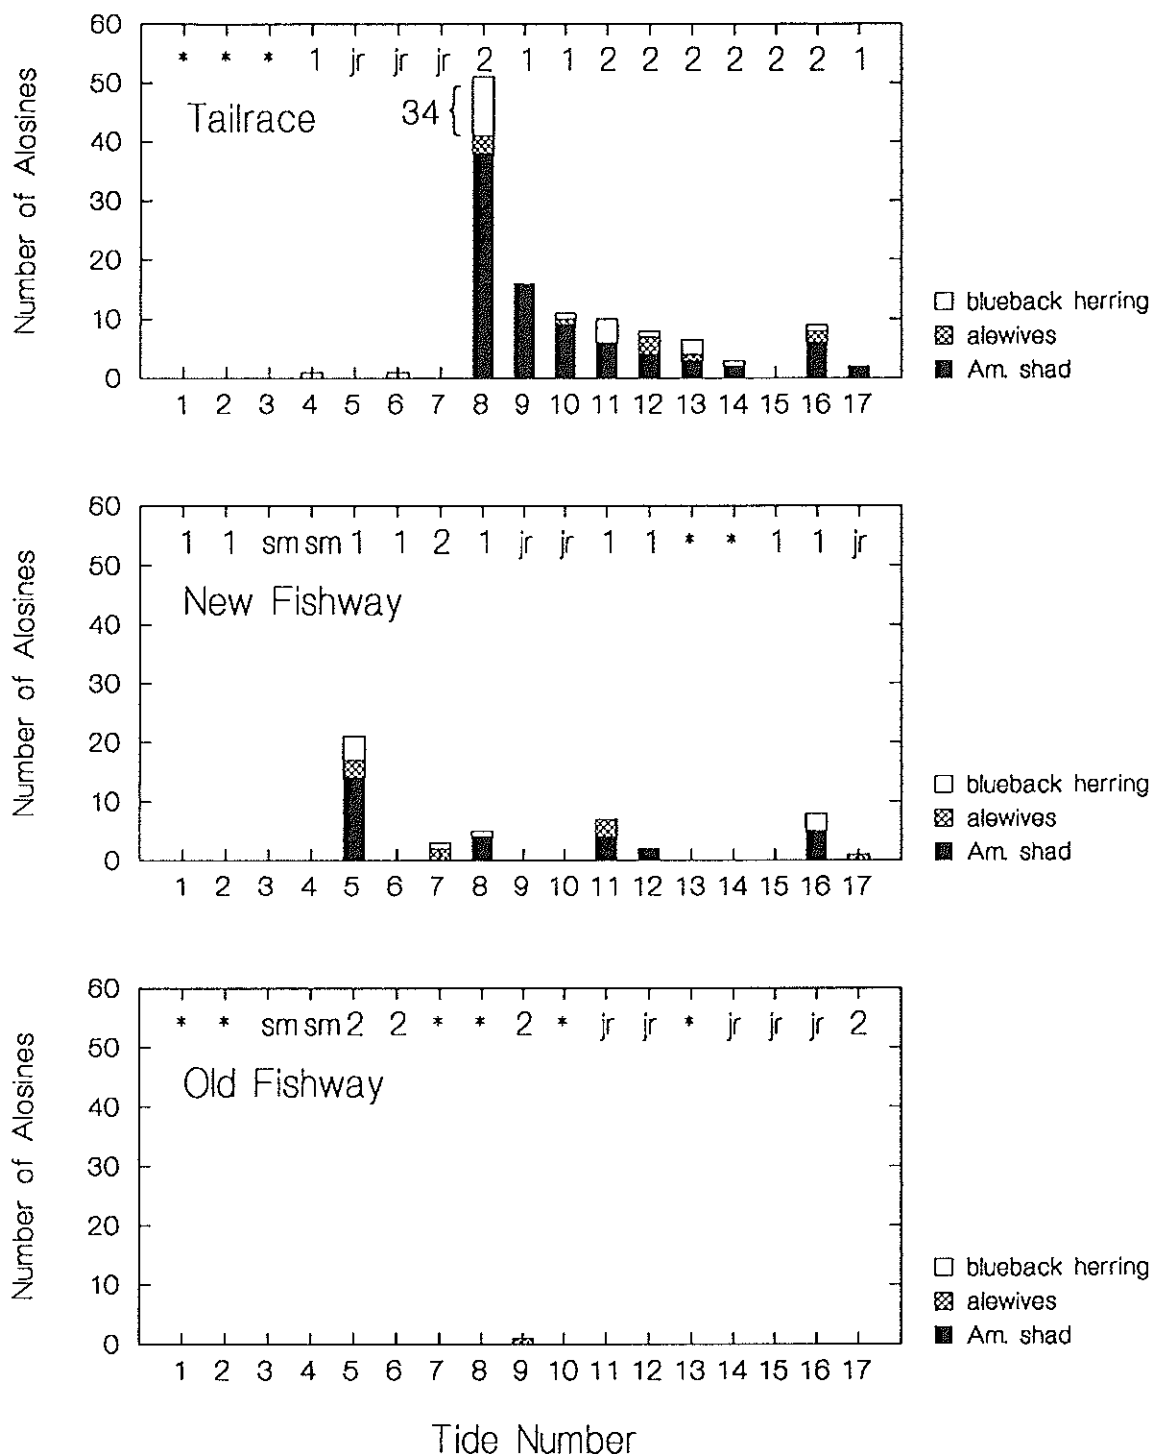 60
* * * 1 jr jr jr 2 1 1 2 2 2 2 2 2 1
50
Tailrace
34 {
40
30
20
10
0
Number of Alosines
1 2 3 4 5 6 7 8 9 10 11 12 13 14 15 16 17
blueback herring
alewives
Am. shad
60
1 1 sm sm 1 1 2 1 jr jr 1 1 * * 1 1 jr
50
New Fishway
40
30
20
10
0
Number of Alosines
1 2 3 4 5 6 7 8 9 10 11 12 13 14 15 16 17
blueback herring
alewives
Am. shad
60
* * sm sm 2 2 * * 2 * jr jr * jr jr jr 2
50
Old Fishway
40
30
20
10
0
Number of Alosines
1 2 3 4 5 6 7 8 9 10 11 12 13 14 15 16 17
blueback herring
alewives
Am. shad
Tide Number